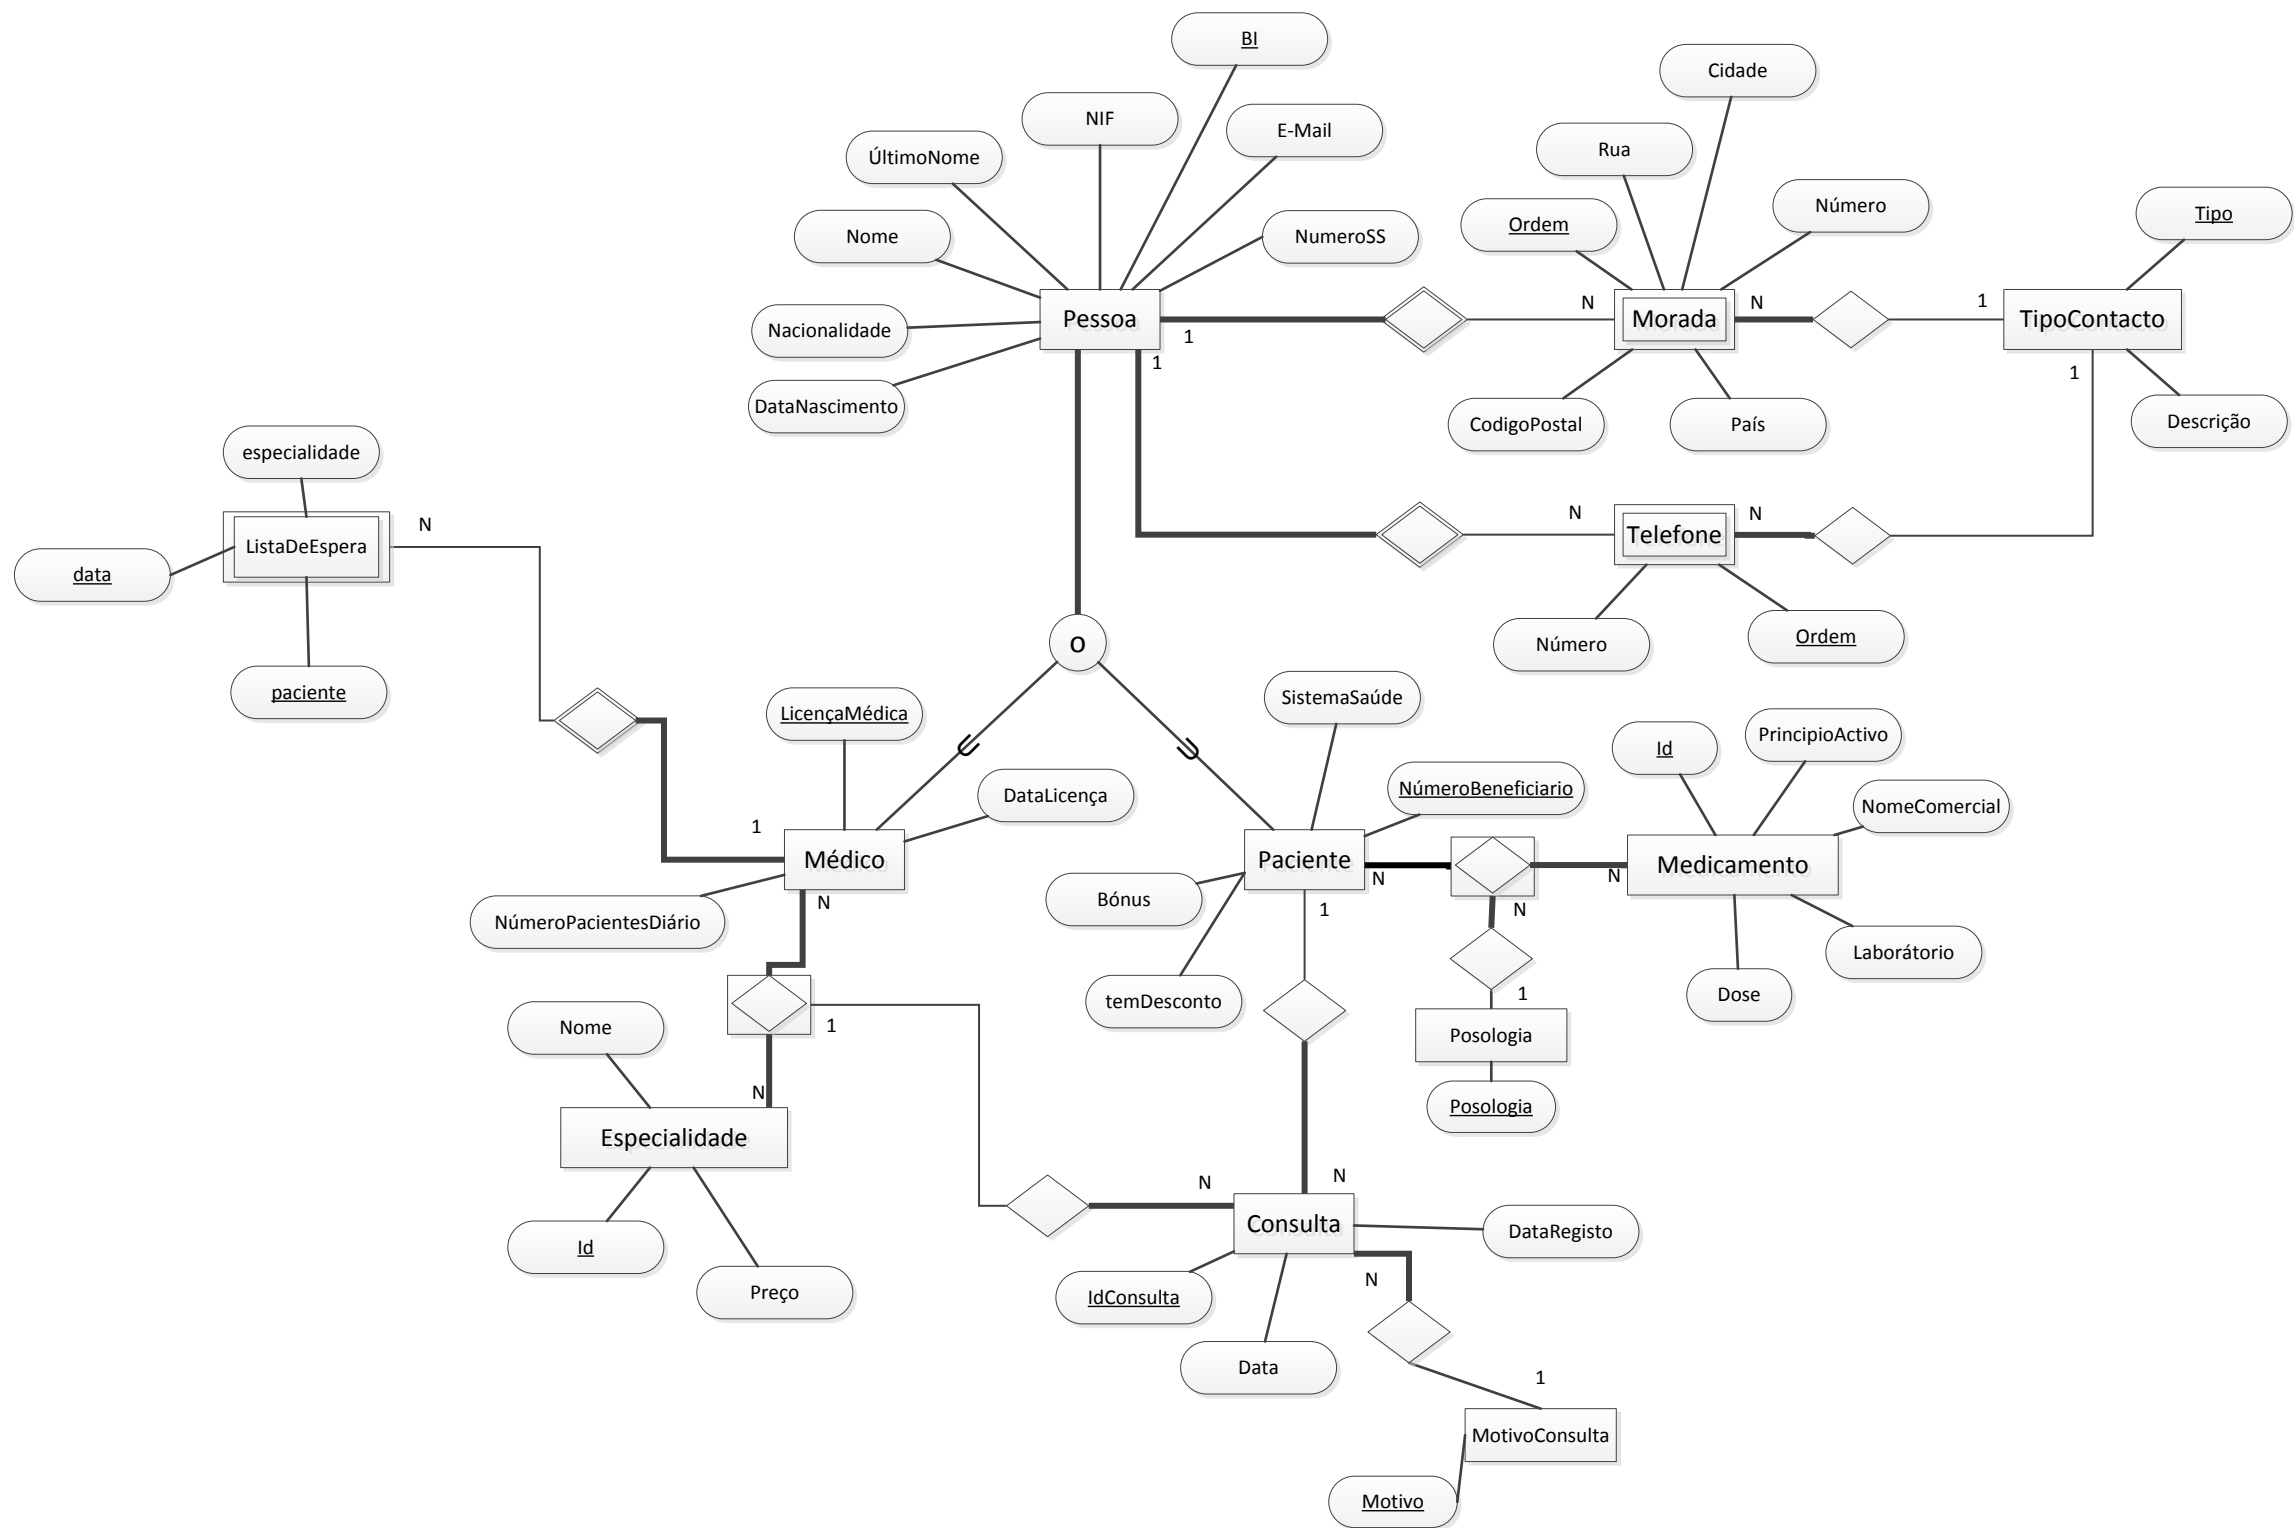 BI
Cidade
NIF
E-Mail
Rua
ÚltimoNome
Número
Tipo
Ordem
Nome
NumeroSS
Nacionalidade
Pessoa
1
N
Morada
N
1
TipoContacto
1
1
DataNascimento
CodigoPostal
País
Descrição
especialidade
N
ListaDeEspera
data
paciente
N
Telefone
N
Número
Ordem
O
LicençaMédica
SistemaSaúde
Id
PrincipioActivo
DataLicença
NúmeroBeneficiario
NomeComercial
1
Médico
Paciente
N
N
Medicamento
N
NúmeroPacientesDiário
Bónus
1
N
Laborátorio
temDesconto
Dose
1
Nome
1
Posologia
N
Posologia
Especialidade
N
N
Id
Consulta
DataRegisto
Preço
IdConsulta
N
Data
1
MotivoConsulta
Motivo